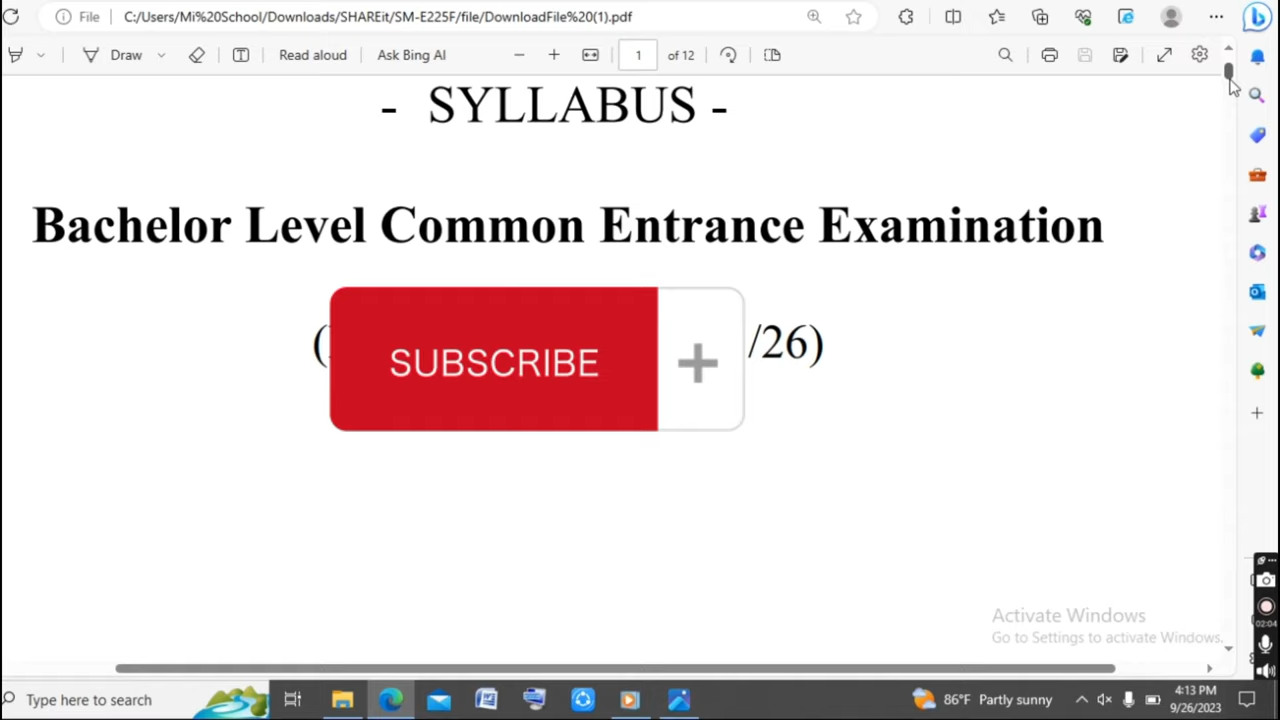 File
C:/Users/Mi%20School/Downloads/SHAREit/SM-E225F/file/DownloadFile%20(1).pdf
Draw
Read aloud
Ask Bing AI
1
of 12
- SYLLABUS -
Bachelor Level Common Entrance Examination
( /26)
SUBSCRIBE +
Activate Windows
Go to Settings to activate Windows.
02:04
Type here to search
86°F Partly sunny
4:13 PM
9/26/2023